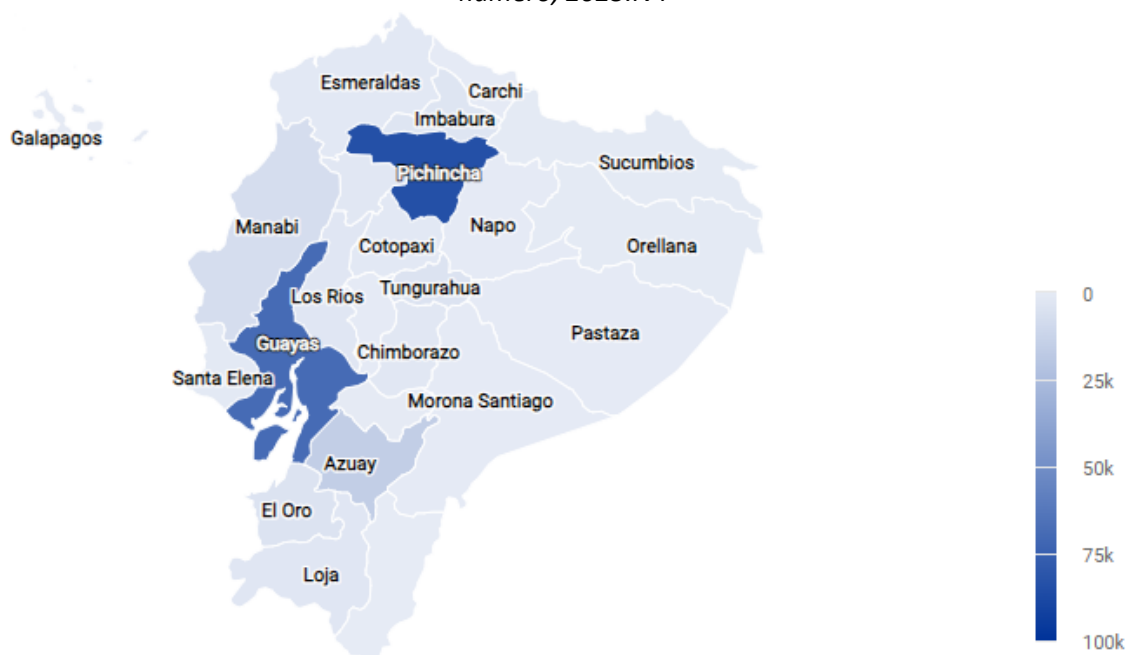 Esmeraldas
Carchi
Imbabura
Galapagos
Sucumbios
Pichincha
Manabi
Napo
Cotopaxi
Orellana
Tungurahua
Los Rios
0
Pastaza
Guayas
Chimborazo
Santa Elena
25k
Morona Santiago
Azuay
50k
El Oro
75k
Loja
100k